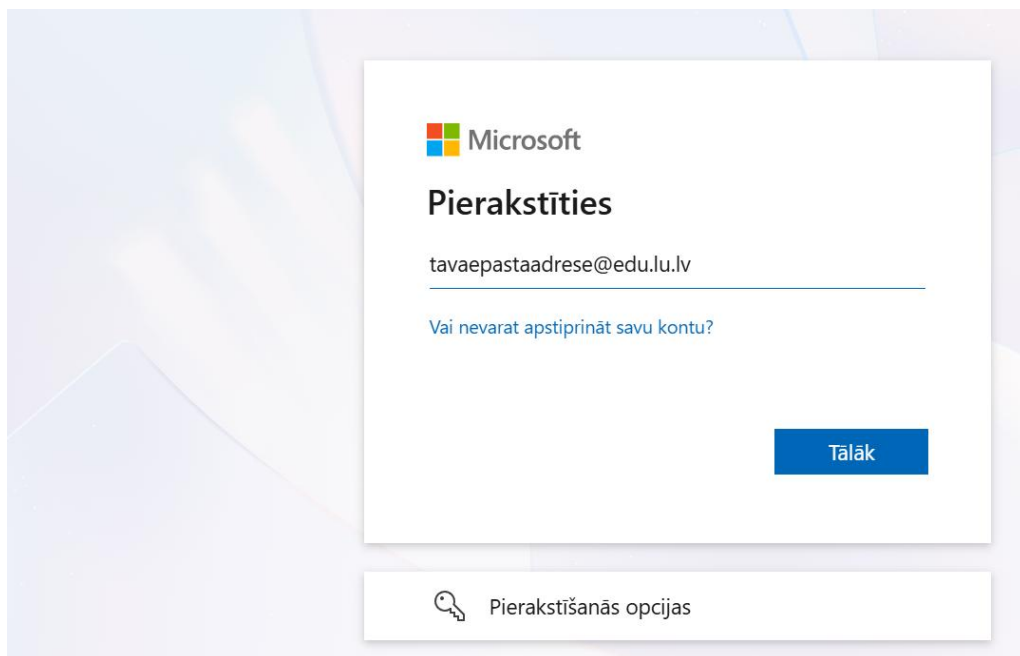 Microsoft
Pierakstīties
tavaepastaadrese@edu.lu.lv
Vai nevarat apstiprināt savu kontu?
Tālāk
Pierakstīšanās opcijas